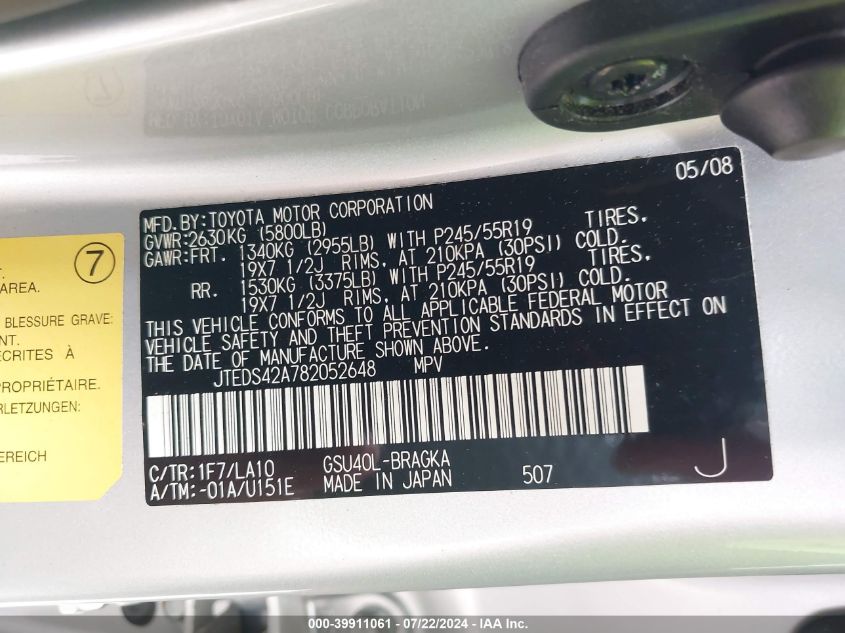 05/08
MFD.BY:TOYOTA MOTOR CORPORATION
GVWR:2630KG (5800LB)
GAWR:FRT. 1340KG (2955LB) WITH P245/55R19 TIRES,
19X7 1/2J RIMS, AT 210KPA (30PSI) COLD.
RR. 1530KG (3375LB) WITH P245/55R19 TIRES,
19X7 1/2J RIMS, AT 210KPA (30PSI) COLD.
THIS VEHICLE CONFORMS TO ALL APPLICABLE FEDERAL MOTOR
VEHICLE SAFETY AND THEFT PREVENTION STANDARDS IN EFFECT ON
THE DATE OF MANUFACTURE SHOWN ABOVE.
JTEDS42A782052648 MPV
C/TR:1F7/LA10 GSU40L-BRAGKA
A/TM:-01A/U151E MADE IN JAPAN 507 J
7
AREA.
BLESSURE GRAVE:
ENT.
ECRITES À
PROPRIÉTAIRE.
RLETZUNGEN:
EREICH
000-39911061 - 07/22/2024 - IAA Inc.